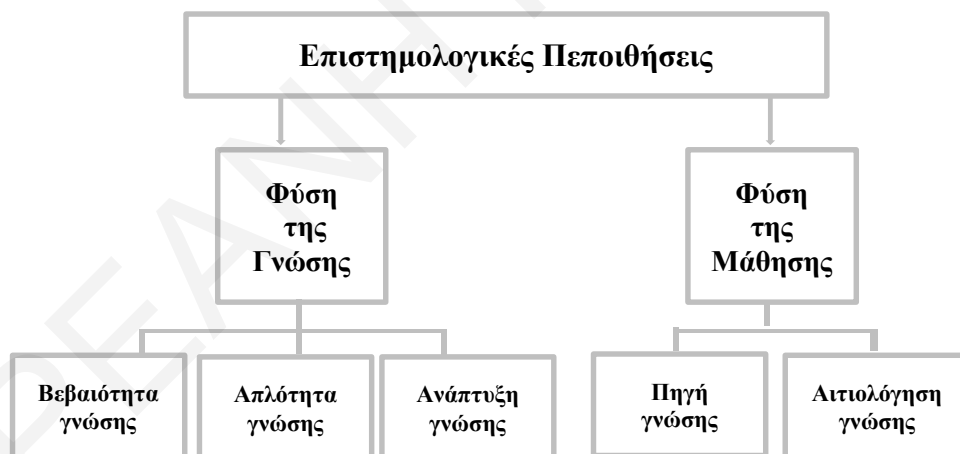 Επιστημολογικές Πεποιθήσεις
Φύση
της
Γνώσης
Φύση
της
Μάθησης
Βεβαιότητα
γνώσης
Απλότητα
γνώσης
Ανάπτυξη
γνώσης
Πηγή
γνώσης
Αιτιολόγηση
γνώσης